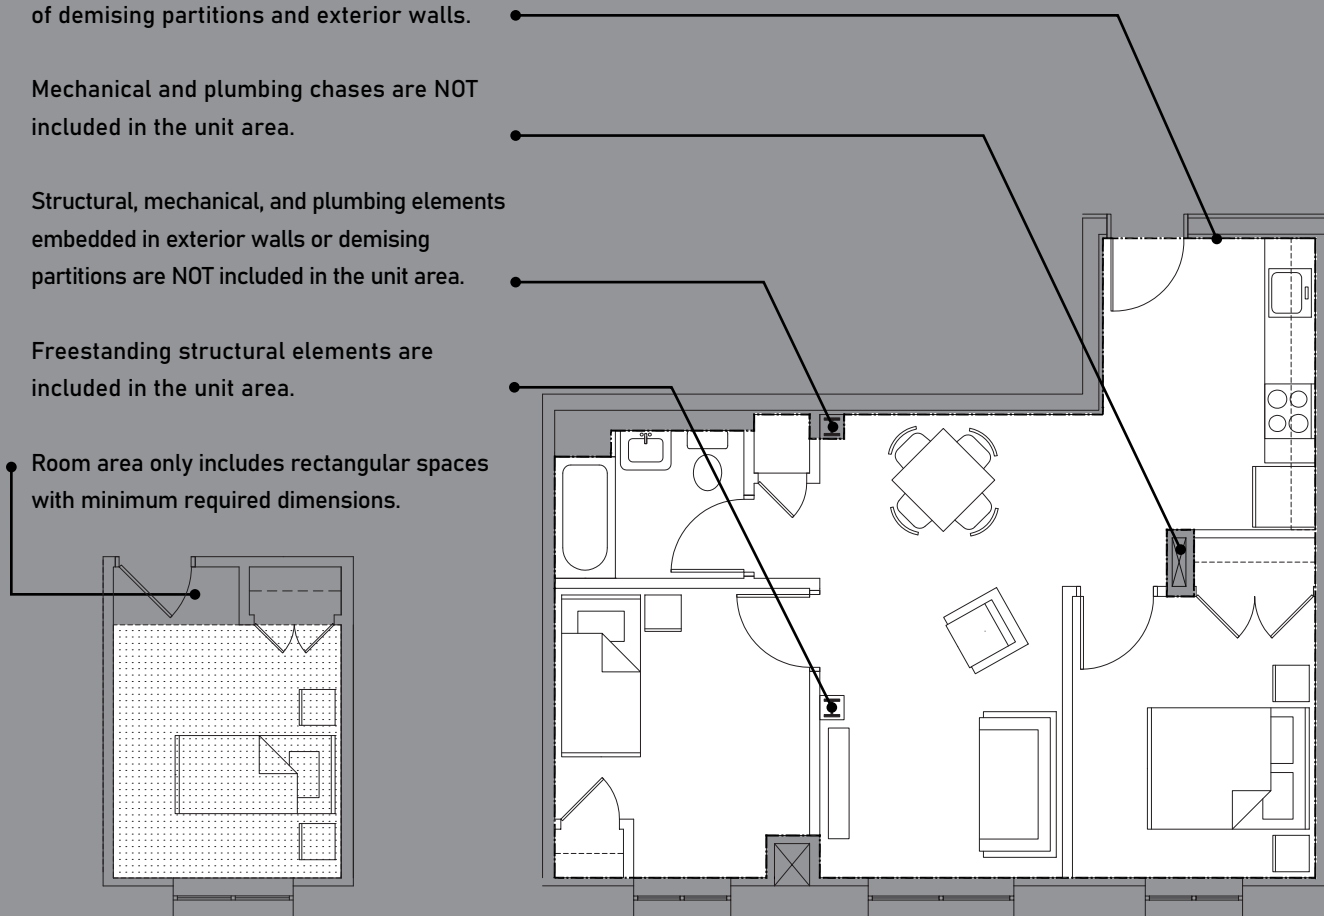 of demising partitions and exterior walls.
Mechanical and plumbing chases are NOT
included in the unit area.
Structural, mechanical, and plumbing elements
embedded in exterior walls or demising
partitions are NOT included in the unit area.
Freestanding structural elements are
included in the unit area.
Room area only includes rectangular spaces
with minimum required dimensions.